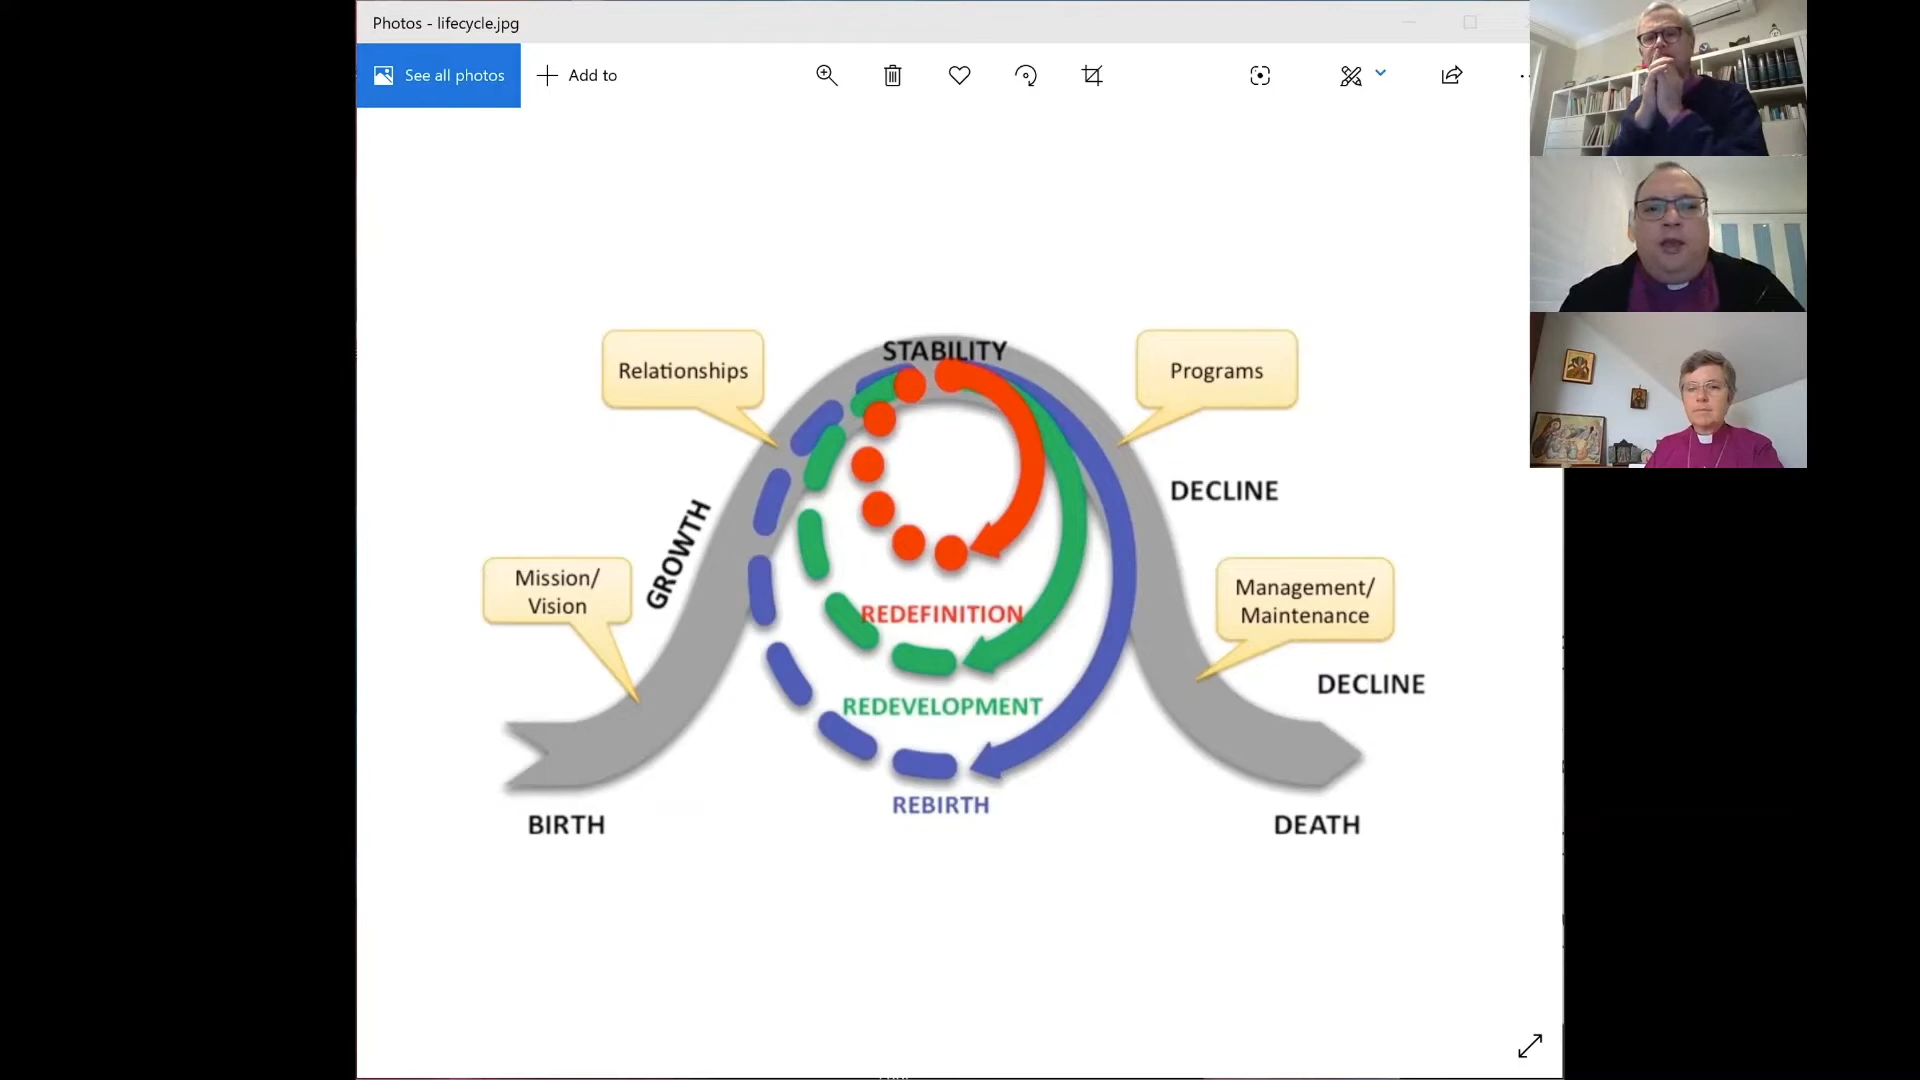 Photos - lifecycle.jpg
See all photos
Add to
STABILITY
Relationships
Programs
DECLINE
GROWTH
Mission/
Vision
Management/
Maintenance
REDEFINITION
DECLINE
REDEVELOPMENT
REBIRTH
BIRTH
DEATH